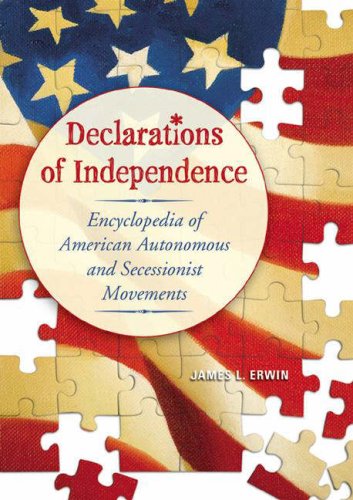 Declarations
of Independence
Encyclopedia of
American Autonomous
and Secessionist
Movements
JAMES L. ERWIN